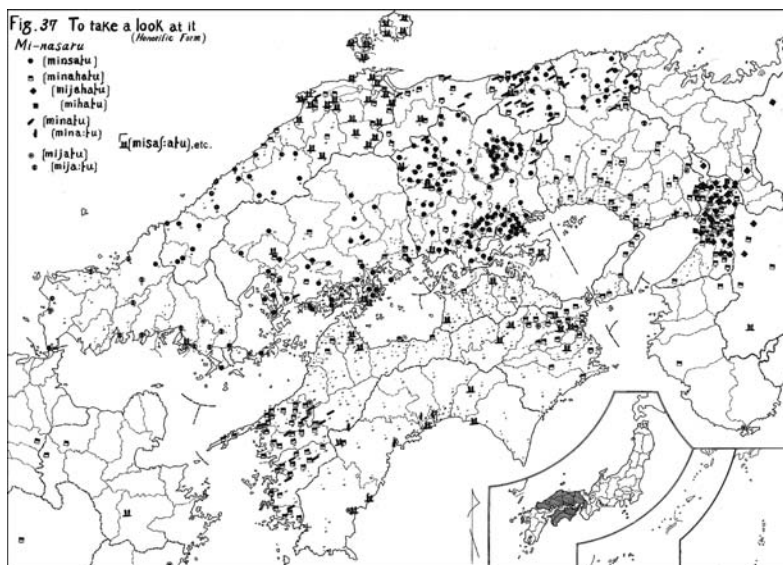 Fig. 37 To take a look at it
(Honorific Form)
Mi-nasaru
[minsaɾu]
[minahaɾu]
[mijahaɾu]
[mihaɾu]
[minaɾu]
[mina:ɾu]
[misaʃ:aɾu], etc.
[mijaɾu]
[mija:ɾu]